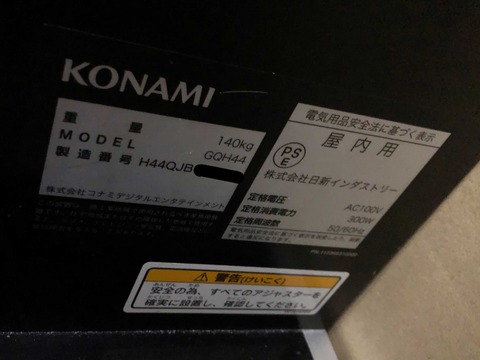 KONAMI
重 量 140kg
MODEL GQH44
製造番号 H44QJB
株式会社コナミデジタルエンタテインメント
電気用品安全法に基づく表示
PSE
屋内用
株式会社日新インダストリー
定格電圧 AC100V
定格消費電力 300W
定格周波数 50/60Hz
警告(けいこく)
安全の為、すべてのアジャスターを
確実に設置し、確認してください。